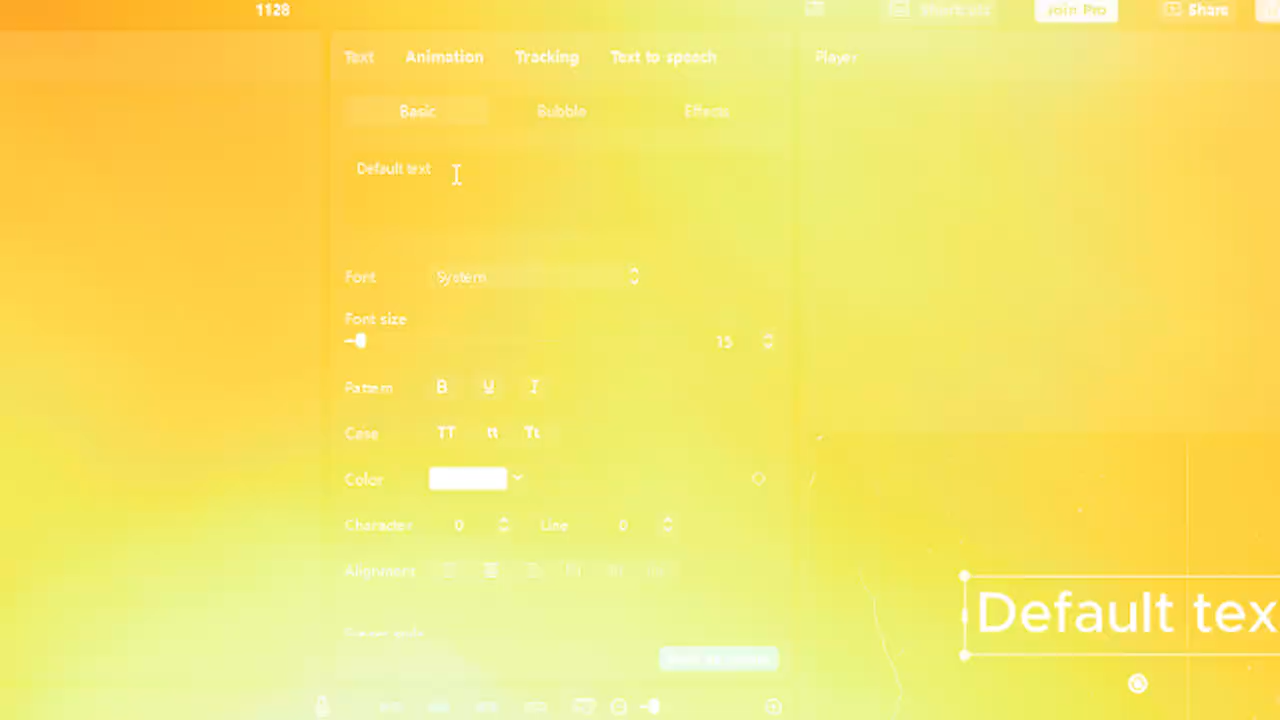 1128
Join Pro
Share
Text Animation Tracking Text to speech
Player
Basic Bubble Effects
Default text
Font System
Font size
15
Pattern B U I
Case TT tt Tt
Color
Character 0 Line 0
Alignment
Default tex